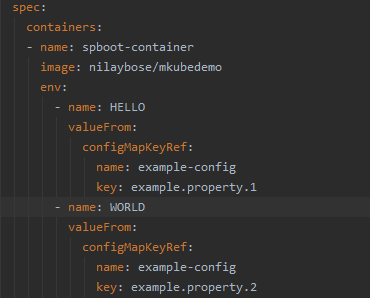 spec:
  containers:
  - name: spboot-container
    image: nilaybose/mkubedemo
    env:
      - name: HELLO
        valueFrom:
          configMapKeyRef:
            name: example-config
            key: example.property.1
      - name: WORLD
        valueFrom:
          configMapKeyRef:
            name: example-config
            key: example.property.2